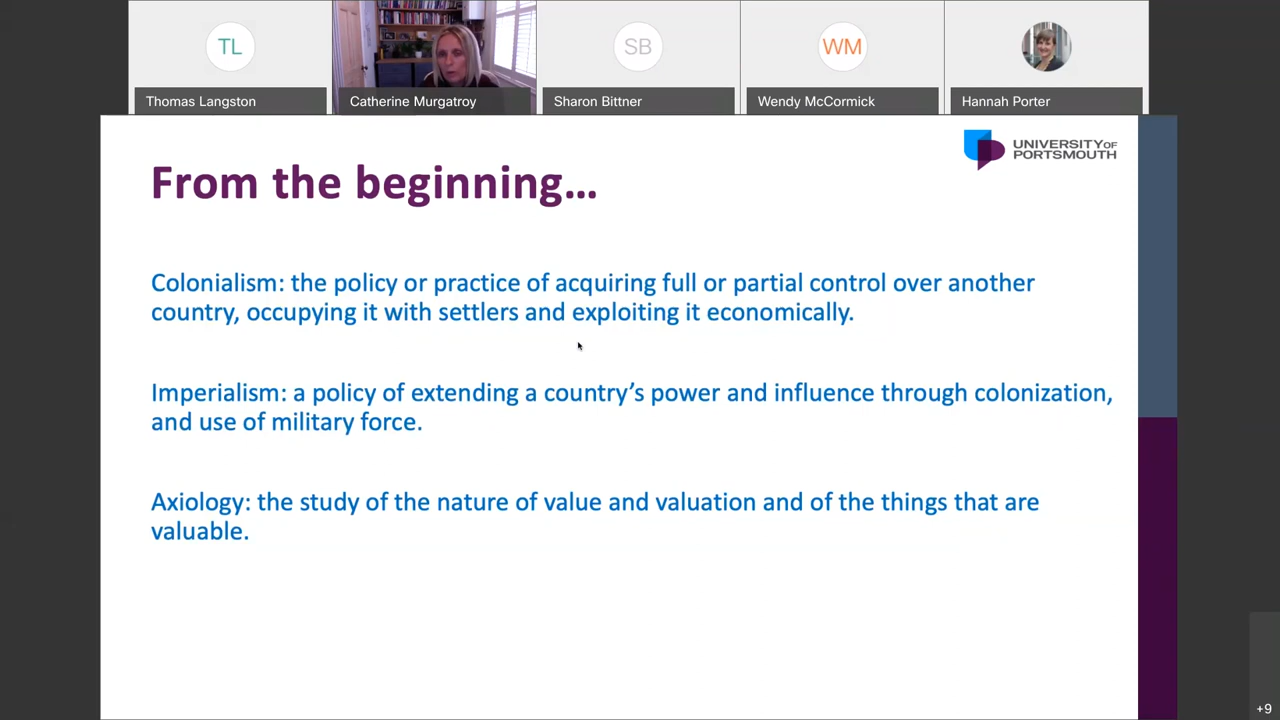 TL
SB
WM
Thomas Langston
Catherine Murgatroy
Sharon Bittner
Wendy McCormick
Hannah Porter
UNIVERSITY OF
PORTSMOUTH
From the beginning...
Colonialism: the policy or practice of acquiring full or partial control over another
country, occupying it with settlers and exploiting it economically.
Imperialism: a policy of extending a country’s power and influence through colonization,
and use of military force.
Axiology: the study of the nature of value and valuation and of the things that are
valuable.
+9